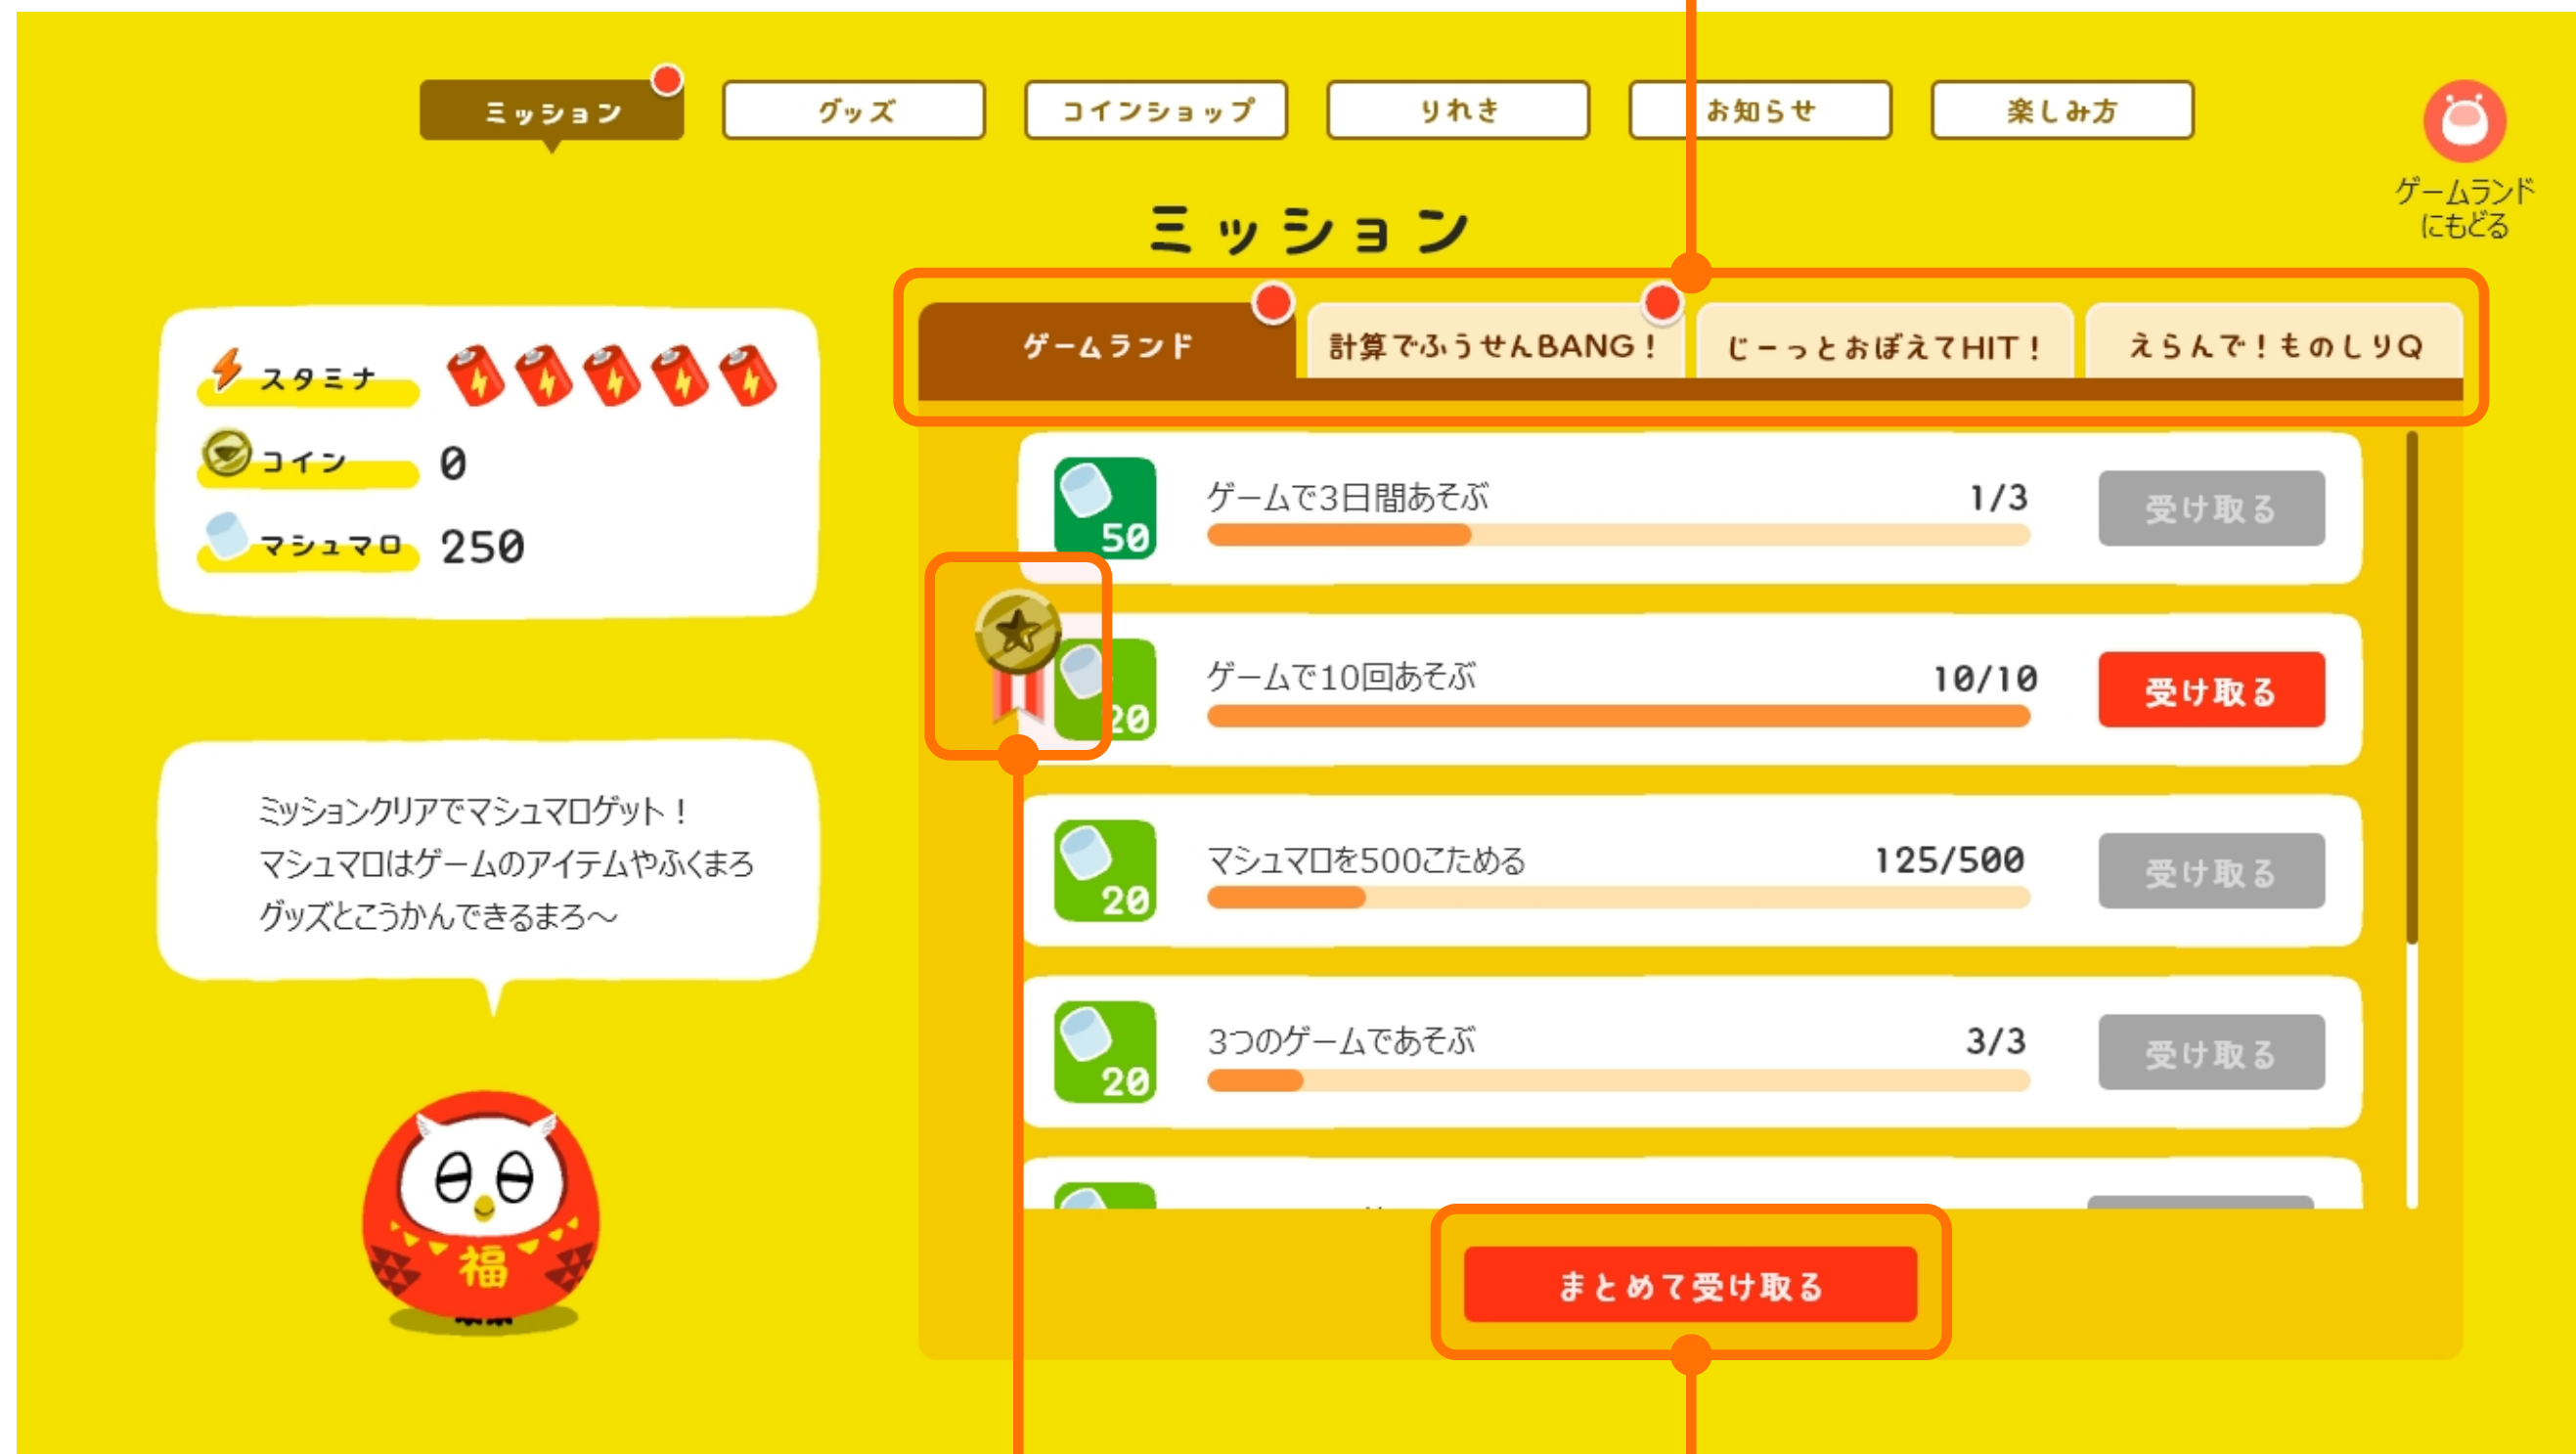 ミッション
グッズ
コインショップ
りれき
お知らせ
楽しみ方
ゲームランド
にもどる
ミッション
スタミナ
コイン 0
マシュマロ 250
ミッションクリアでマシュマロゲット！
マシュマロはゲームのアイテムやふくまろ
グッズとこうかんできるまろ～
福
ゲームランド
計算でふうせんBANG！
じーっとおぼえてHIT！
えらんで！ものしりQ
50
ゲームで3日間あそぶ
1/3
受け取る
20
ゲームで10回あそぶ
10/10
受け取る
20
マシュマロを500こためる
125/500
受け取る
20
3つのゲームであそぶ
3/3
受け取る
まとめて受け取る